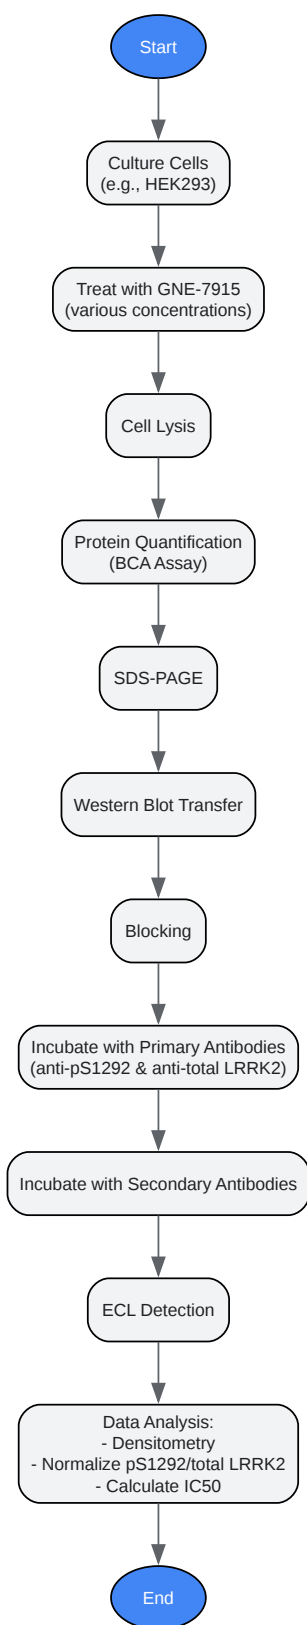 Start
Culture Cells
(e.g., HEK293)
Treat with GNE-7915
(various concentrations)
Cell Lysis
Protein Quantification
(BCA Assay)
SDS-PAGE
Western Blot Transfer
Blocking
Incubate with Primary Antibodies
(anti-pS1292 & anti-total LRRK2)
Incubate with Secondary Antibodies
ECL Detection
Data Analysis:
- Densitometry
- Normalize pS1292/total LRRK2
- Calculate IC50
End